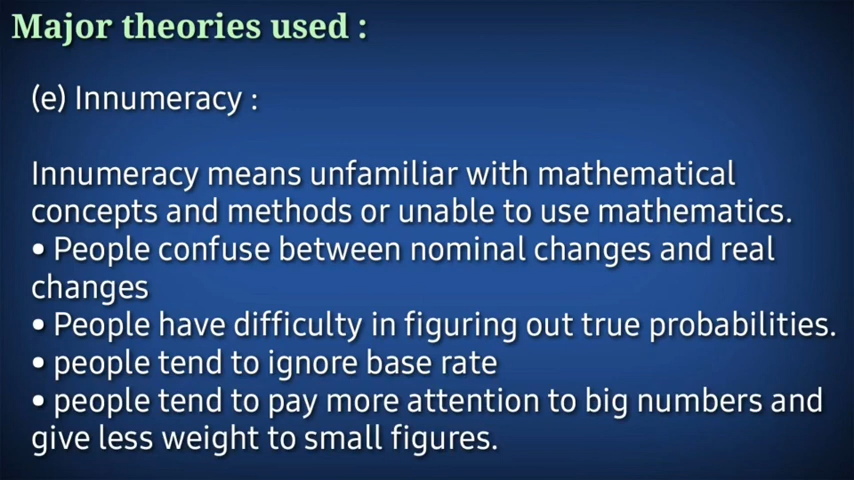 Major theories used :
(e) Innumeracy :
Innumeracy means unfamiliar with mathematical
concepts and methods or unable to use mathematics.
• People confuse between nominal changes and real
changes
• People have difficulty in figuring out true probabilities.
• people tend to ignore base rate
• people tend to pay more attention to big numbers and
give less weight to small figures.